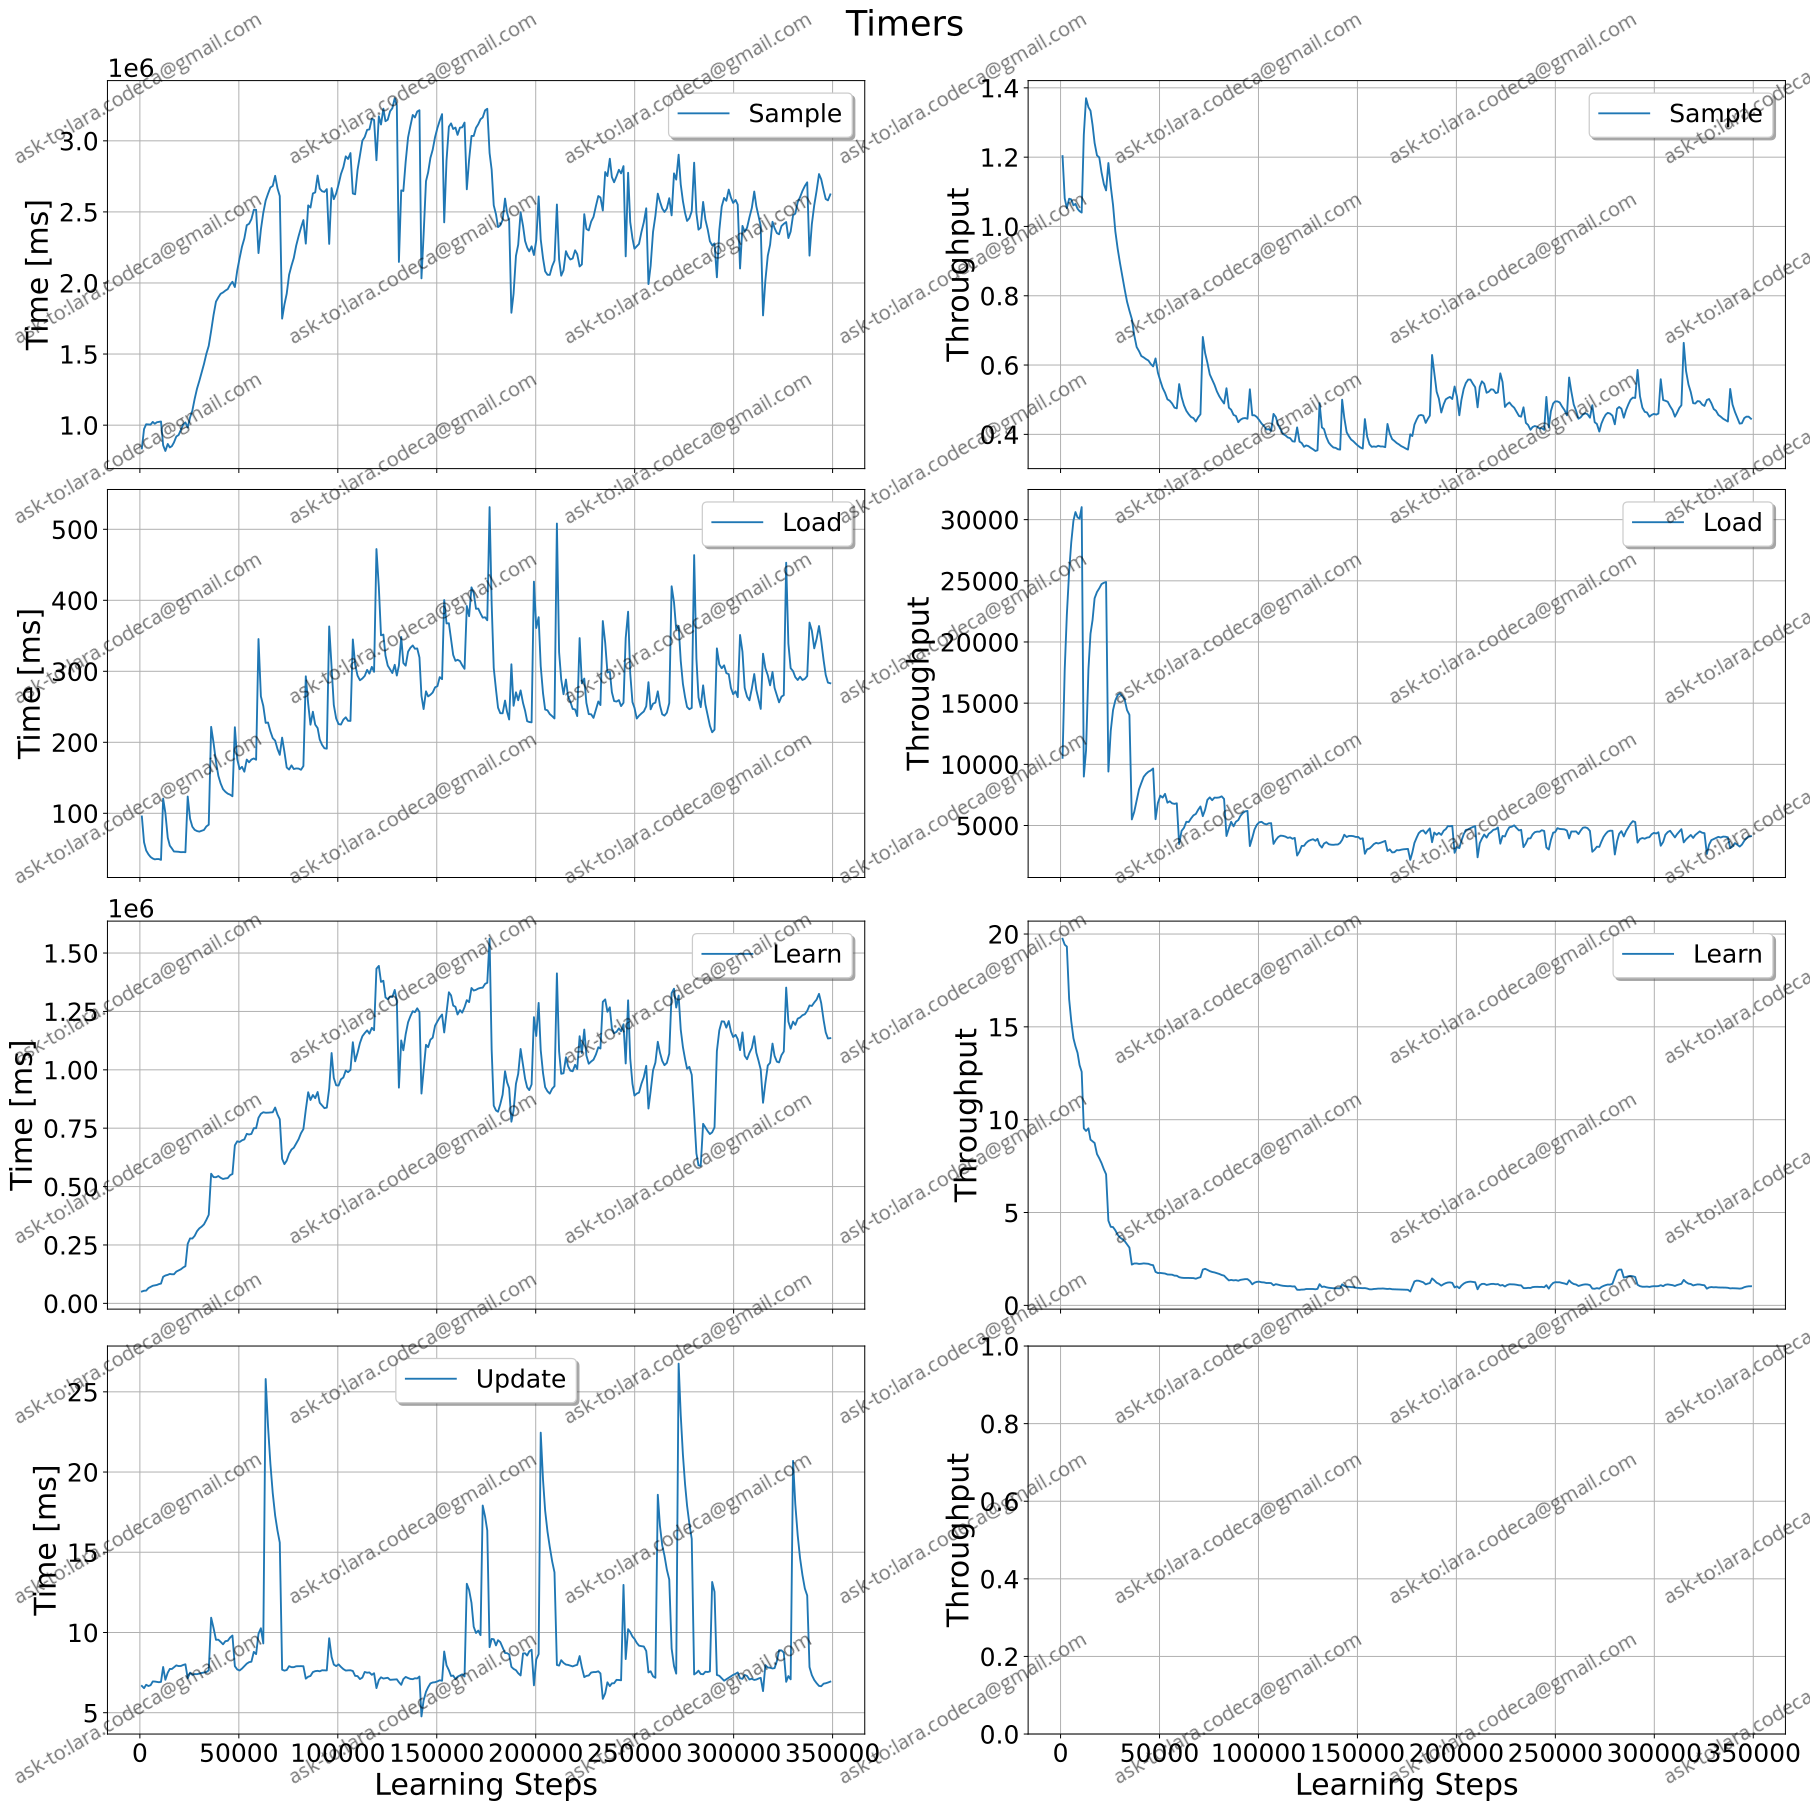 Timers
1e6
3.0
2.5
2.0
1.5
1.0
Time [ms]
Sample
1.4
1.2
1.0
0.8
0.6
0.4
Throughput
Sample
500
400
300
200
100
Time [ms]
Load
30000
25000
20000
15000
10000
5000
Throughput
Load
1e6
1.50
1.25
1.00
0.75
0.50
0.25
0.00
Time [ms]
Learn
20
15
10
5
0
Throughput
Learn
25
20
15
10
5
Time [ms]
Update
0 50000 100000 150000 200000 250000 300000 350000
Learning Steps
1.0
0.8
0.6
0.4
0.2
0.0
Throughput
0 50000 100000 150000 200000 250000 300000 350000
Learning Steps
ask-to:lara.codeca@gmail.com